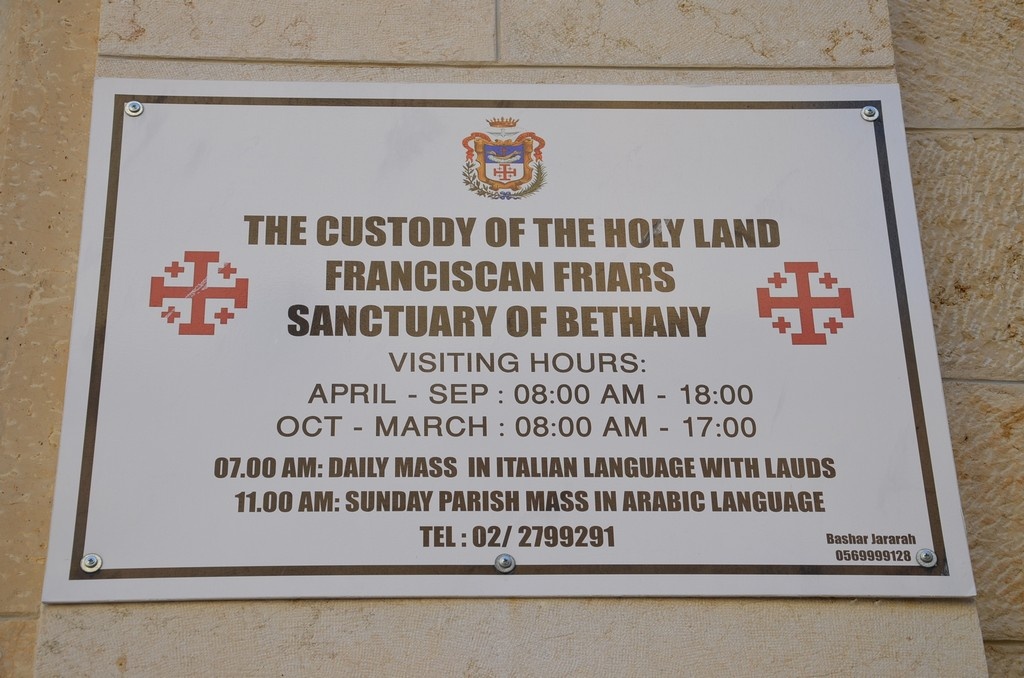 THE CUSTODY OF THE HOLY LAND
FRANCISCAN FRIARS
SANCTUARY OF BETHANY
VISITING HOURS:
APRIL - SEP : 08:00 AM - 18:00
OCT - MARCH : 08:00 AM - 17:00
07.00 AM: DAILY MASS IN ITALIAN LANGUAGE WITH LAUDS
11.00 AM: SUNDAY PARISH MASS IN ARABIC LANGUAGE
TEL : 02/ 2799291
Bashar Jararah
0569999128